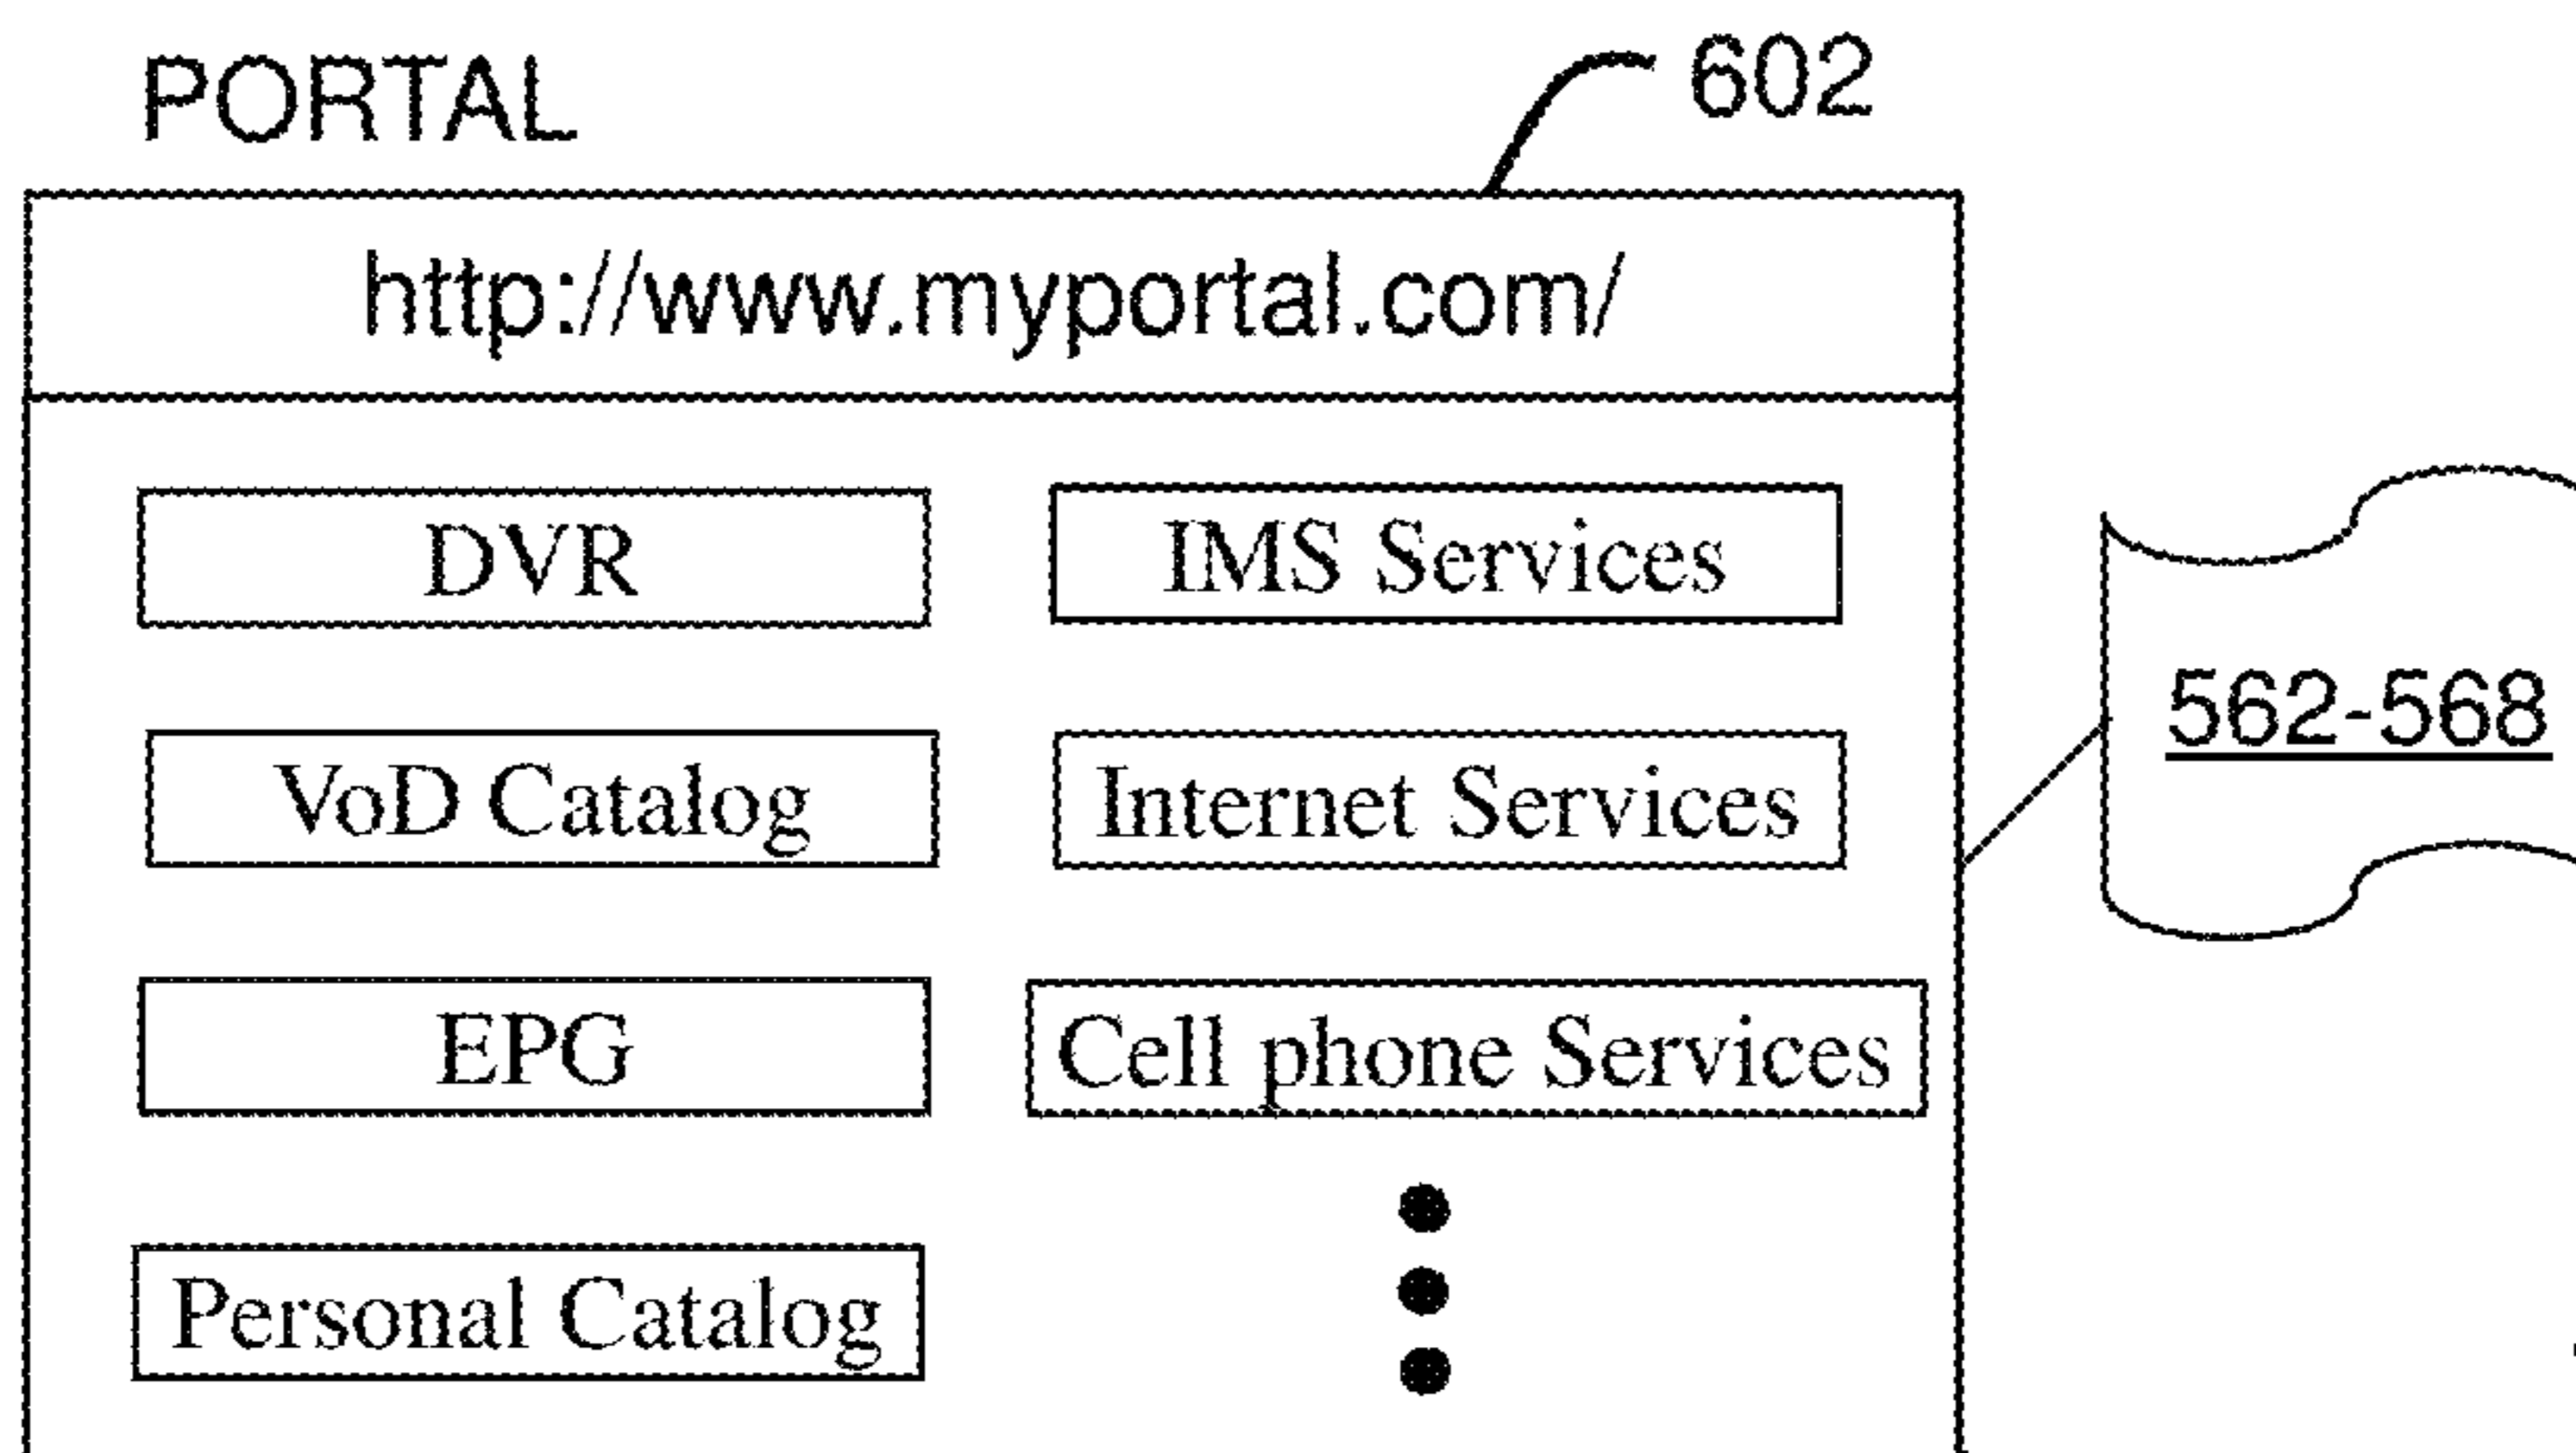 PORTAL
602
http://www.myportal.com/
DVR
IMS Services
VoD Catalog
Internet Services
562-568
EPG
Cell phone Services
Personal Catalog